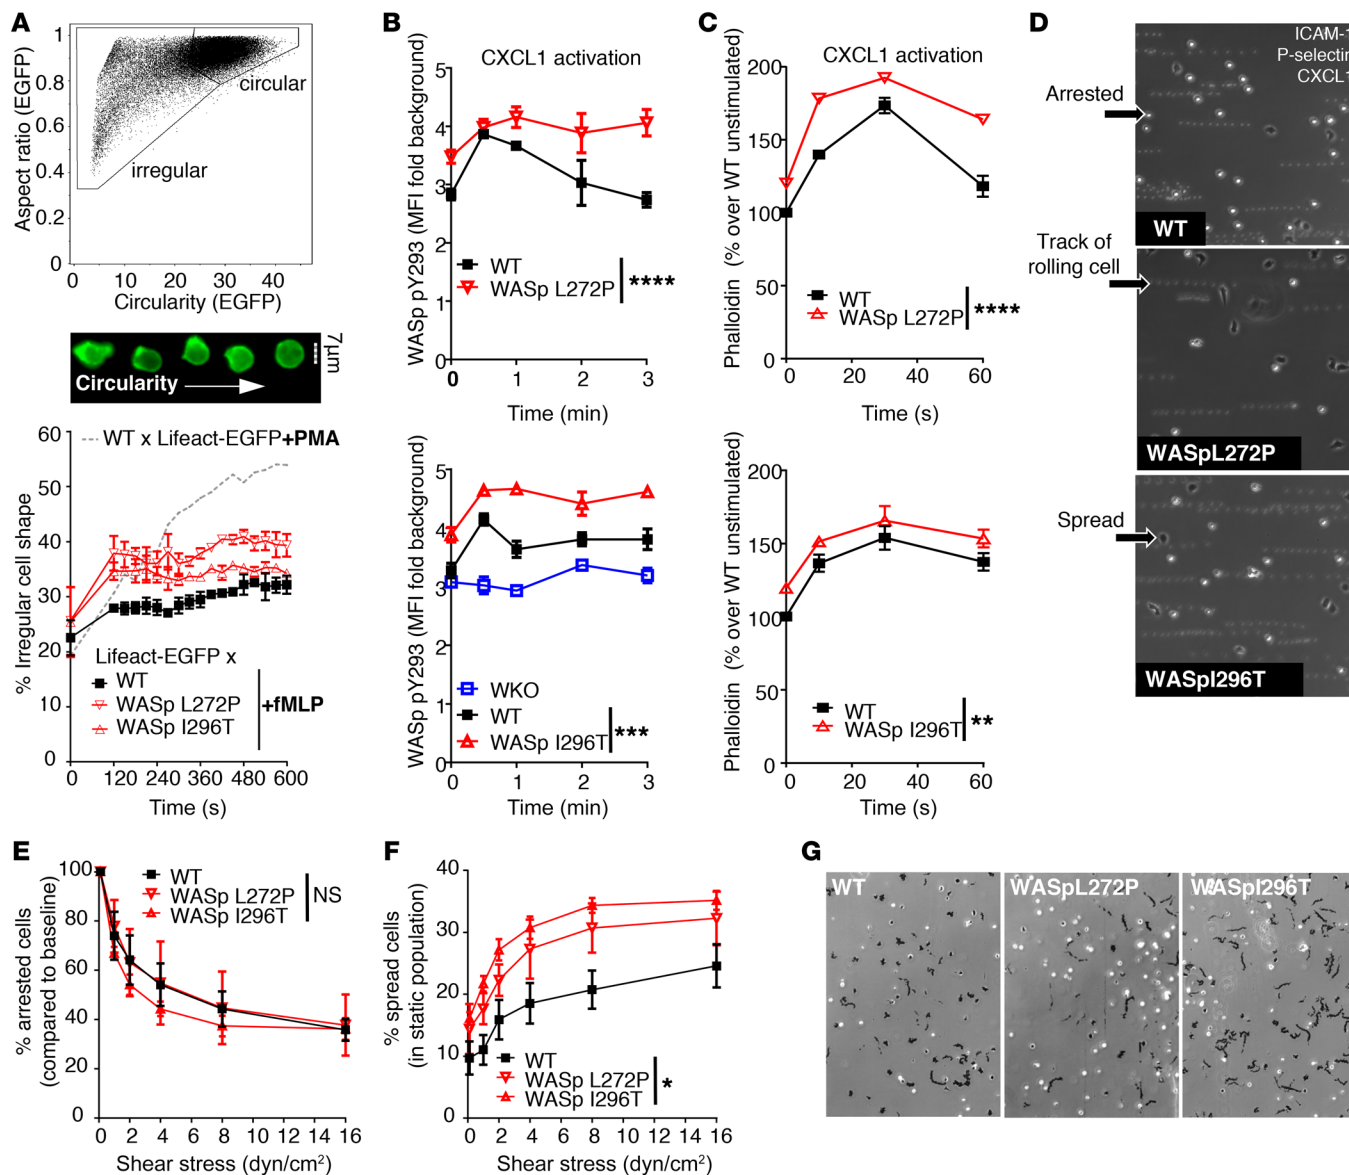 A
Aspect ratio (EGFP)
1
0.8
0.6
0.4
0.2
0
circular
irregular
0 10 20 30 40
Circularity (EGFP)
Circularity
7μm
% Irregular cell shape
60
50
40
30
20
10
0
WT x Lifeact-EGFP+PMA
Lifeact-EGFP x
WT
WASp L272P
WASp I296T
+fMLP
0 120 240 360 480 600
Time (s)
B
CXCL1 activation
WASp pY293 (MFI fold background)
5
4
3
2
1
0
WT
WASp L272P
****
0 1 2 3
Time (min)
WASp pY293 (MFI fold background)
5
4
3
2
1
0
WKO
WT
WASp I296T
***
0 1 2 3
Time (min)
C
CXCL1 activation
Phalloidin (% over WT unstimulated)
200
150
100
50
0
WT
WASp L272P
****
0 20 40 60
Time (s)
Phalloidin (% over WT unstimulated)
200
150
100
50
0
WT
WASp I296T
**
0 20 40 60
Time (s)
D
ICAM-1
P-selectin
CXCL1
Arrested
WT
Track of
rolling cell
WASpL272P
Spread
WASpI296T
E
% arrested cells
(compared to baseline)
100
80
60
40
20
0
WT
WASp L272P
WASp I296T
NS
0 2 4 6 8 10 12 14 16
Shear stress (dyn/cm²)
F
% spread cells
(in static population)
40
30
20
10
0
WT
WASp L272P
WASp I296T
*
0 2 4 6 8 10 12 14 16
Shear stress (dyn/cm²)
G
WT
WASpL272P
WASpI296T